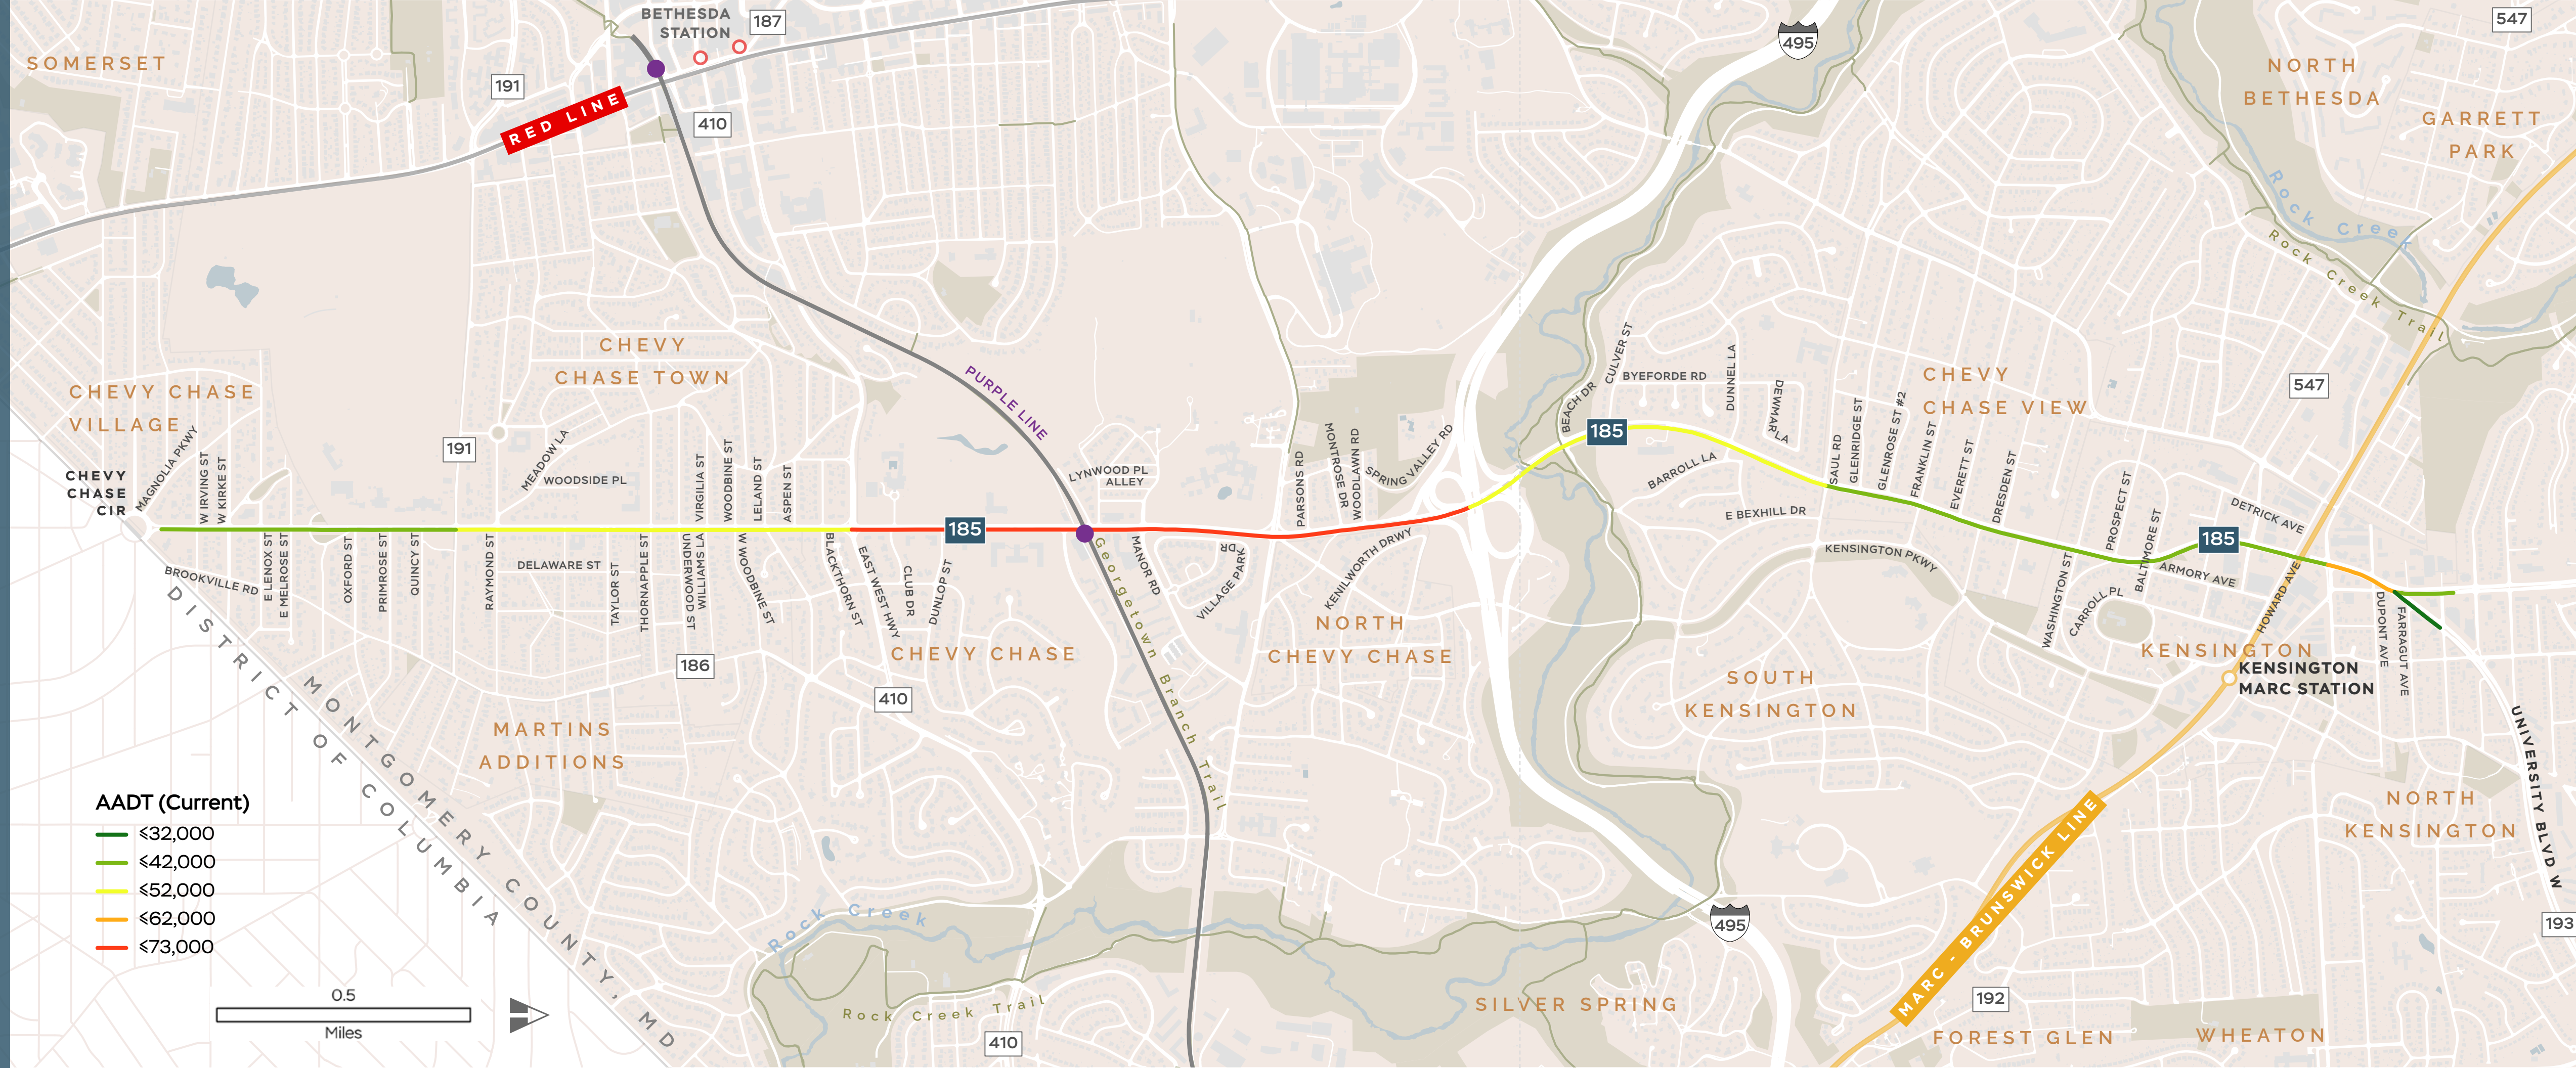 BETHESDA
STATION
187
495
547
SOMERSET
191
RED LINE
410
NORTH
BETHESDA
GARRETT
PARK
Rock Creek
Rock Creek Trail
CHEVY
CHASE TOWN
PURPLE LINE
CHEVY CHASE
VILLAGE
CHEVY
CHASE VIEW
547
CULVER ST
BYEFORDE RD
DUNNEL LA
DEWMAR LA
BEACH DR
185
191
MAGNOLIA PKWY
W IRVING ST
W KIRKE ST
CHEVY
CHASE
CIR
MEADOW LA
WOODSIDE PL
VIRGILIA ST
WOODBINE ST
LELAND ST
ASPEN ST
LYNWOOD PL
ALLEY
PARSONS RD
MONTROSE DR
WOODLAWN RD
SPRING VALLEY RD
BARROLL LA
SAUL RD
GLENRIDGE ST
GLENROSE ST #2
FRANKLIN ST
EVERETT ST
DRESDEN ST
PROSPECT ST
BALTIMORE ST
DETRICK AVE
E BEXHILL DR
185
185
BROOKVILLE RD
E LENOX ST
E MELROSE ST
OXFORD ST
PRIMROSE ST
QUINCY ST
RAYMOND ST
DELAWARE ST
TAYLOR ST
THORNAPPLE ST
UNDERWOOD ST
WILLIAMS LA
W WOODBINE ST
BLACKTHORN ST
EAST WEST HWY
CLUB DR
DUNLOP ST
Georgetown Branch Trail
MANOR RD
VILLAGE PARK DR
KENILWORTH DRWY
KENSINGTON PKWY
WASHINGTON ST
CARROLL PL
ARMORY AVE
HOWARD AVE
DUPONT AVE
FARRAGUT AVE
CHEVY CHASE
NORTH
CHEVY CHASE
KENSINGTON
KENSINGTON
MARC STATION
186
410
SOUTH
KENSINGTON
UNIVERSITY BLVD W
MARTINS
ADDITIONS
DISTRICT OF COLUMBIA
MONTGOMERY COUNTY, MD
NORTH
KENSINGTON
MARC - BRUNSWICK LINE
AADT (Current)
≤32,000
≤42,000
≤52,000
≤62,000
≤73,000
Rock Creek
495
193
0.5
Miles
Rock Creek Trail
410
SILVER SPRING
192
FOREST GLEN
WHEATON